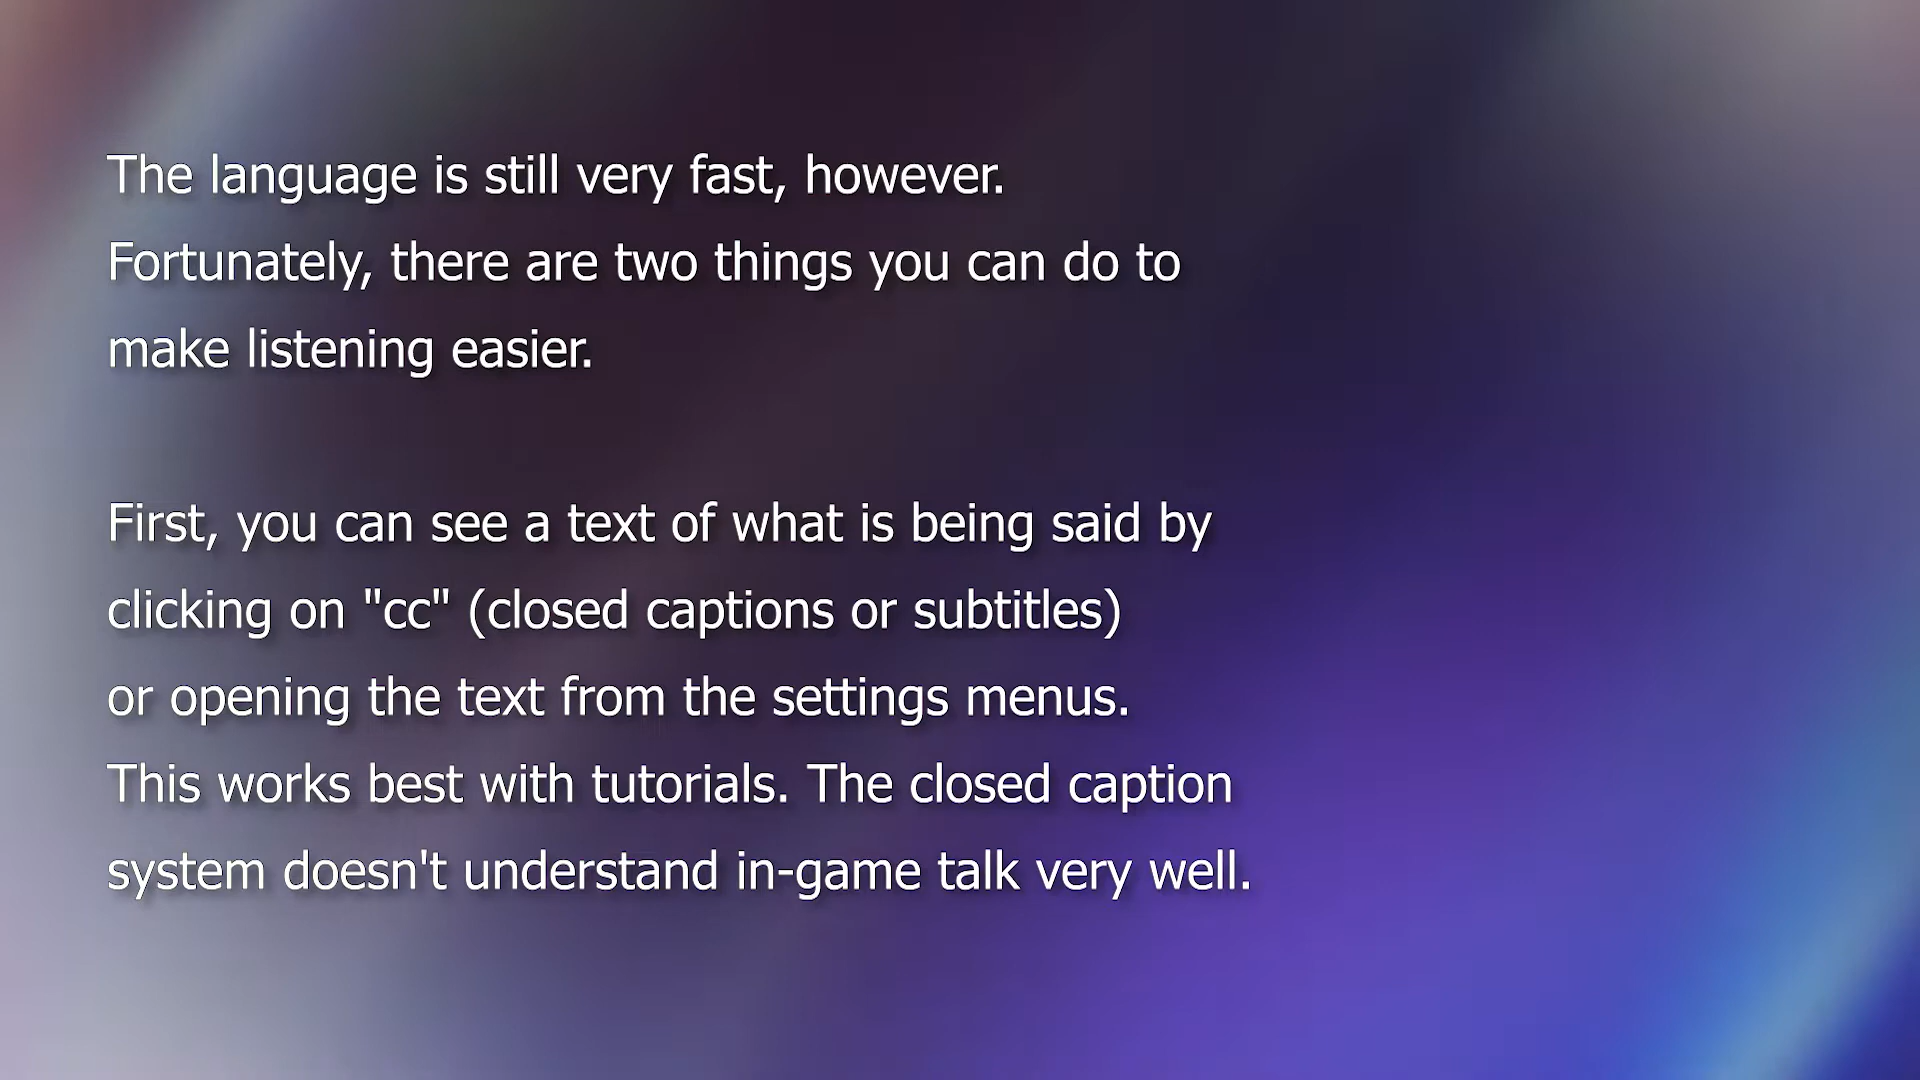 The language is still very fast, however.
Fortunately, there are two things you can do to
make listening easier.
First, you can see a text of what is being said by
clicking on "cc" (closed captions or subtitles)
or opening the text from the settings menus.
This works best with tutorials. The closed caption
system doesn't understand in-game talk very well.